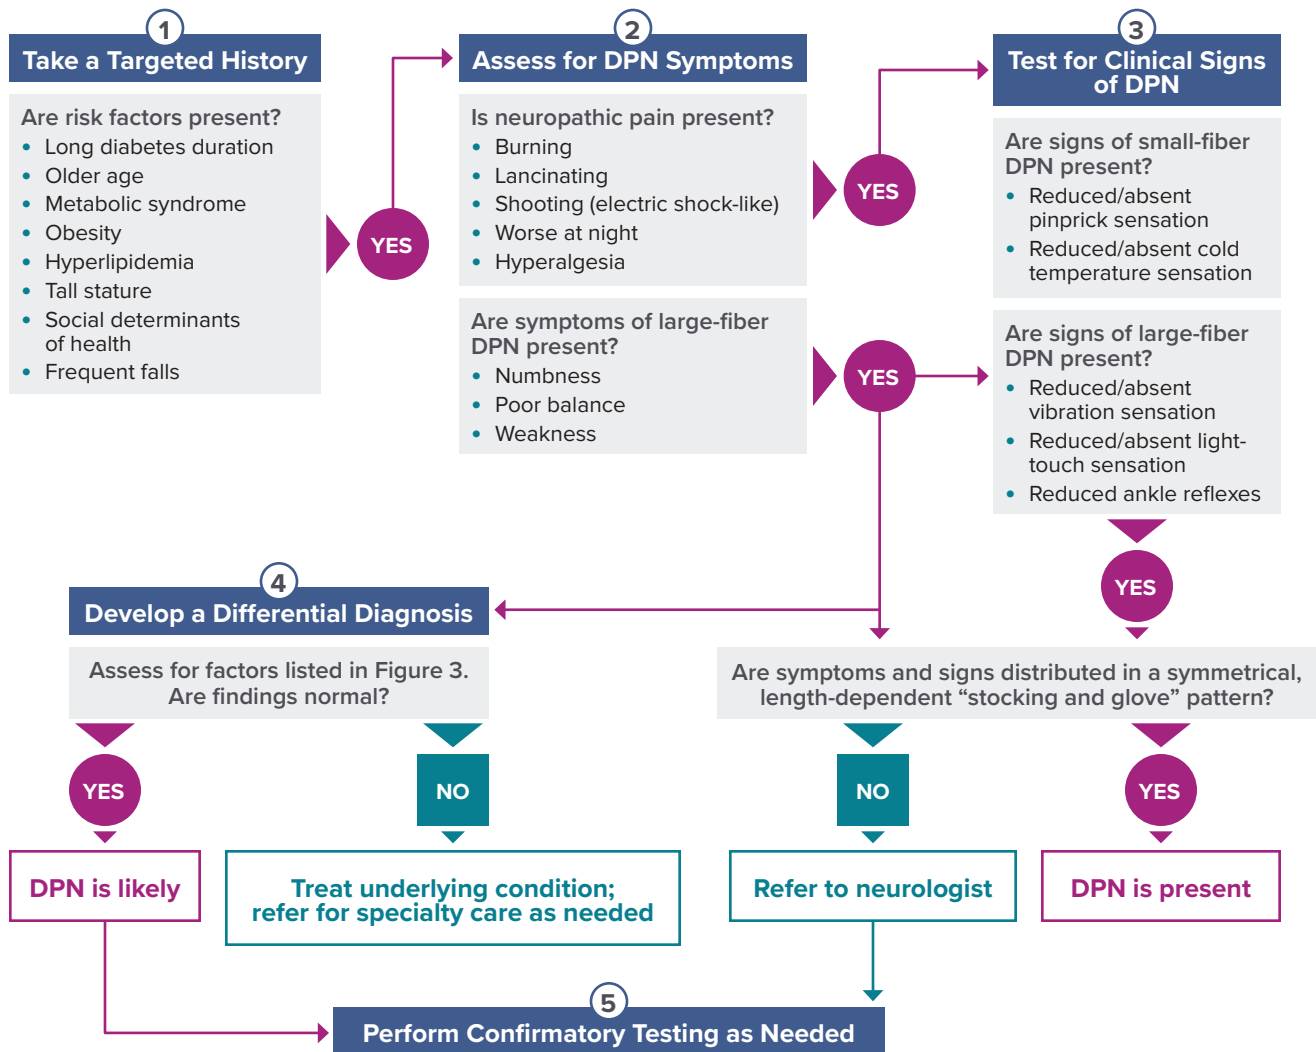 1
Take a Targeted History
Are risk factors present?
• Long diabetes duration
• Older age
• Metabolic syndrome
• Obesity
• Hyperlipidemia
• Tall stature
• Social determinants
of health
• Frequent falls
YES
2
Assess for DPN Symptoms
Is neuropathic pain present?
• Burning
• Lancinating
• Shooting (electric shock-like)
• Worse at night
• Hyperalgesia
YES
Are symptoms of large-fiber
DPN present?
• Numbness
• Poor balance
• Weakness
YES
3
Test for Clinical Signs
of DPN
Are signs of small-fiber
DPN present?
• Reduced/absent
pinprick sensation
• Reduced/absent cold
temperature sensation
Are signs of large-fiber
DPN present?
• Reduced/absent
vibration sensation
• Reduced/absent light-
touch sensation
• Reduced ankle reflexes
YES
4
Develop a Differential Diagnosis
Assess for factors listed in Figure 3.
Are findings normal?
YES
NO
DPN is likely
Treat underlying condition;
refer for specialty care as needed
Are symptoms and signs distributed in a symmetrical,
length-dependent “stocking and glove” pattern?
NO
YES
Refer to neurologist
DPN is present
5
Perform Confirmatory Testing as Needed